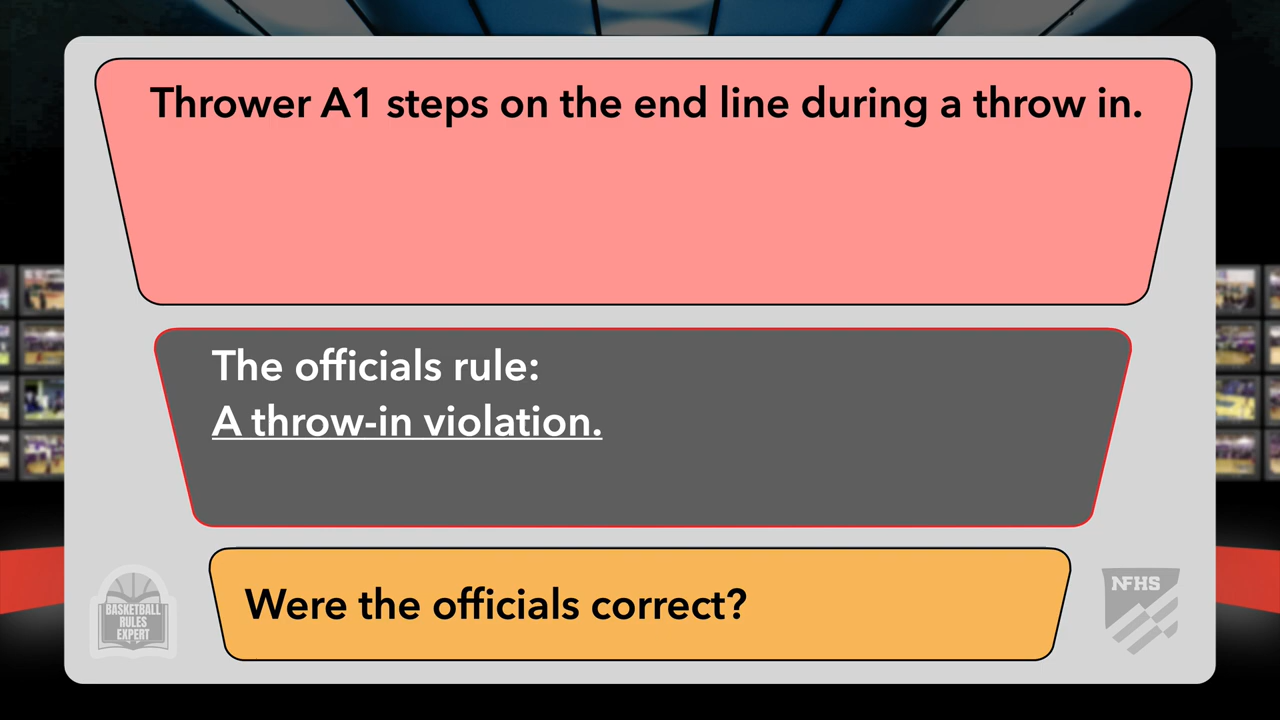 Thrower A1 steps on the end line during a throw in.
The officials rule:
A throw-in violation.
Were the officials correct?
BASKETBALL
RULES
EXPERT
NFHS